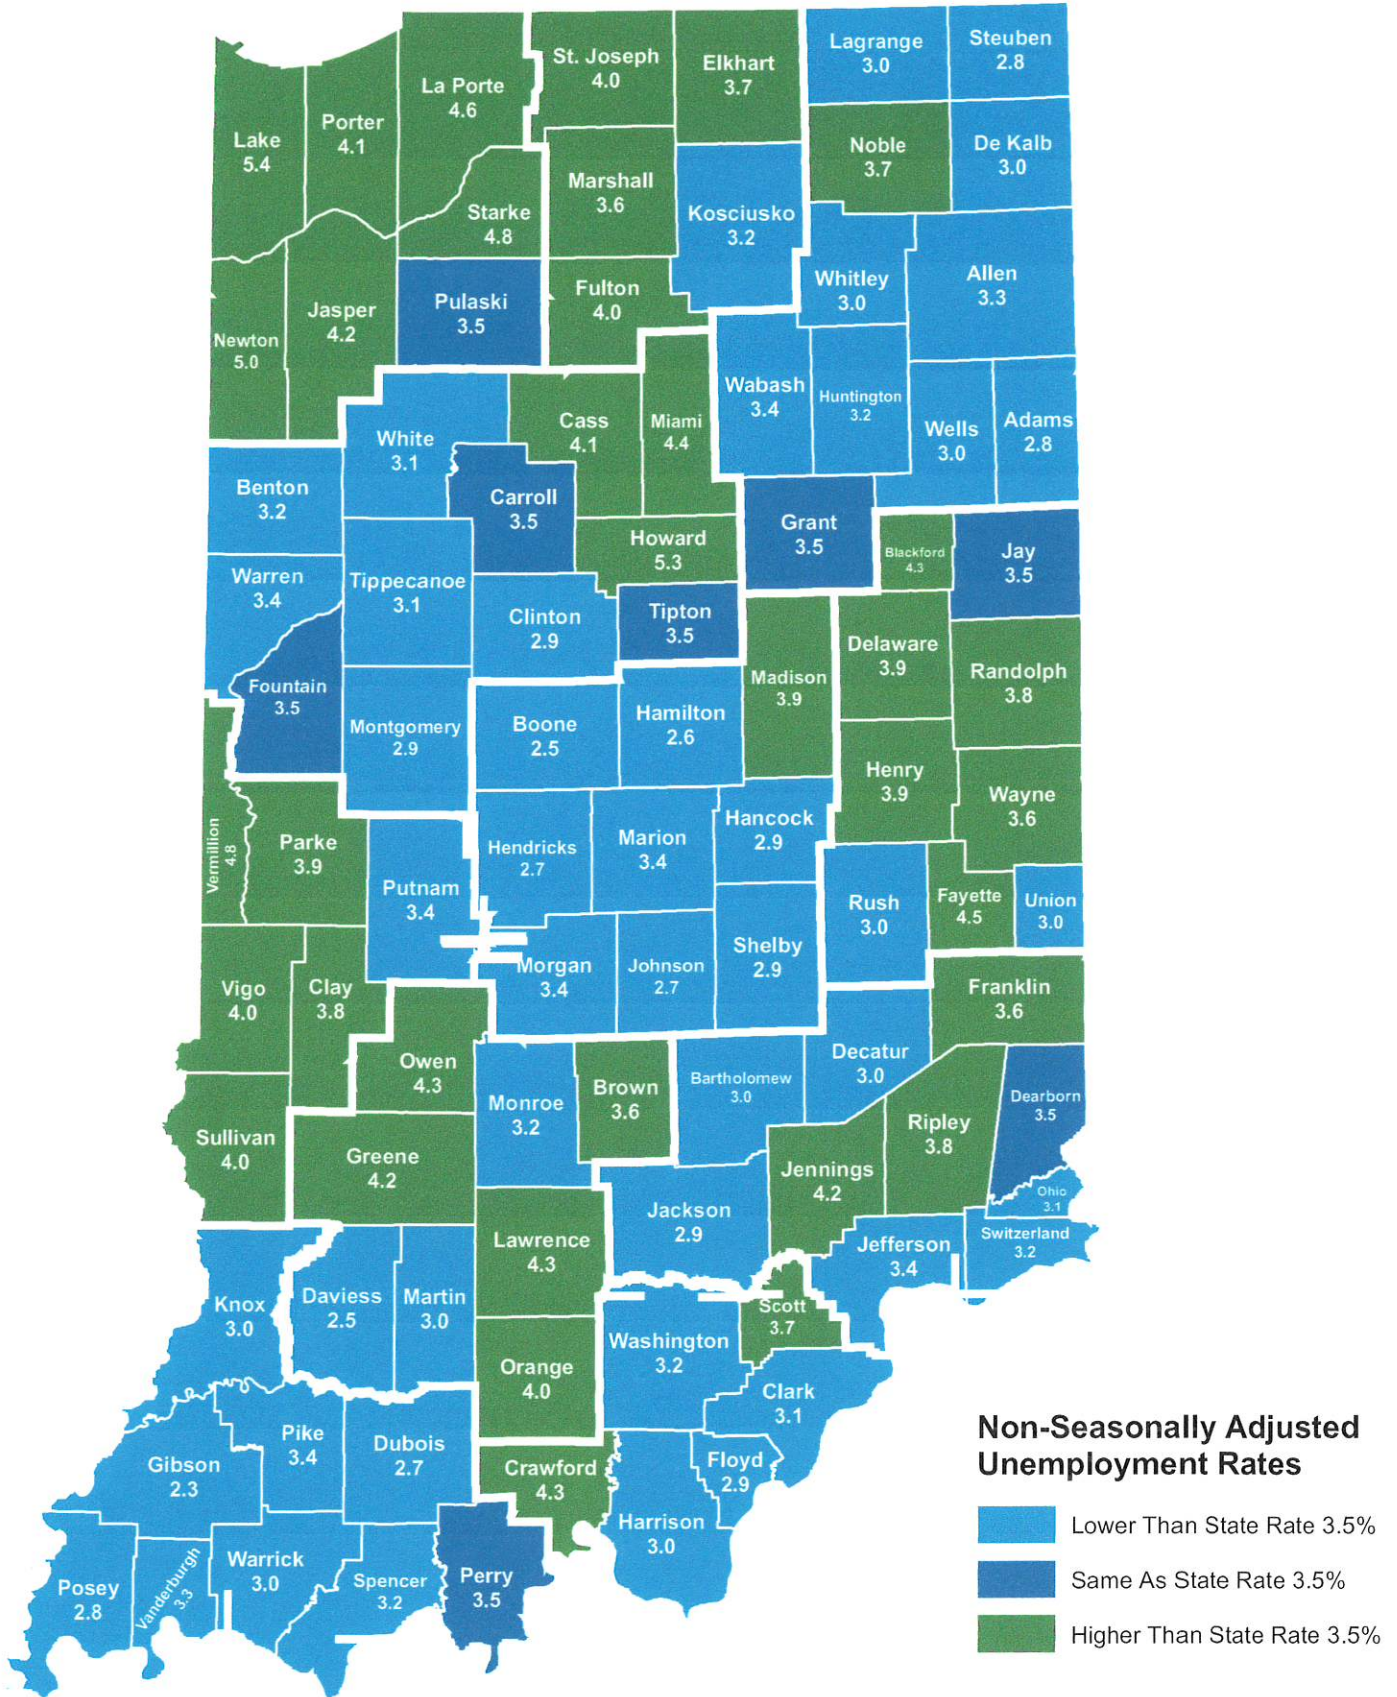 Lagrange
3.0
Steuben
2.8
St. Joseph
4.0
Elkhart
3.7
La Porte
4.6
Porter
4.1
Lake
5.4
Noble
3.7
De Kalb
3.0
Marshall
3.6
Kosciusko
3.2
Starke
4.8
Whitley
3.0
Allen
3.3
Pulaski
3.5
Fulton
4.0
Jasper
4.2
Newton
5.0
Wabash
3.4
Huntington
3.2
Wells
3.0
Adams
2.8
White
3.1
Cass
4.1
Miami
4.4
Benton
3.2
Carroll
3.5
Grant
3.5
Howard
5.3
Blackford
4.3
Jay
3.5
Warren
3.4
Tippecanoe
3.1
Clinton
2.9
Tipton
3.5
Delaware
3.9
Randolph
3.8
Madison
3.9
Fountain
3.5
Montgomery
2.9
Boone
2.5
Hamilton
2.6
Henry
3.9
Wayne
3.6
Vermillion
4.8
Parke
3.9
Putnam
3.4
Hendricks
2.7
Marion
3.4
Hancock
2.9
Rush
3.0
Fayette
4.5
Union
3.0
Vigo
4.0
Clay
3.8
Morgan
3.4
Johnson
2.7
Shelby
2.9
Franklin
3.6
Owen
4.3
Monroe
3.2
Brown
3.6
Bartholomew
3.0
Decatur
3.0
Dearborn
3.5
Ripley
3.8
Sullivan
4.0
Greene
4.2
Jennings
4.2
Ohio
3.1
Jackson
2.9
Lawrence
4.3
Jefferson
3.4
Switzerland
3.2
Knox
3.0
Daviess
2.5
Martin
3.0
Scott
3.7
Washington
3.2
Orange
4.0
Clark
3.1
Pike
3.4
Dubois
2.7
Gibson
2.3
Crawford
4.3
Floyd
2.9
Harrison
3.0
Posey
2.8
Vanderburgh
3.3
Warrick
3.0
Spencer
3.2
Perry
3.5
Non-Seasonally Adjusted
Unemployment Rates
Lower Than State Rate 3.5%
Same As State Rate 3.5%
Higher Than State Rate 3.5%